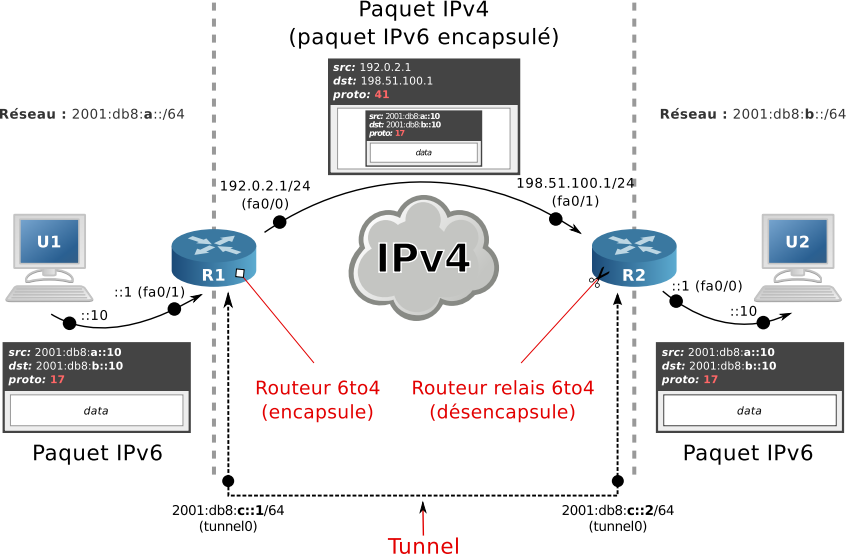 Paquet IPv4
(paquet IPv6 encapsulé)
src: 192.0.2.1
dst: 198.51.100.1
proto: 41
src: 2001:db8:a::10
dst: 2001:db8:b::10
proto: 17
data
Réseau : 2001:db8:a::/64
Réseau : 2001:db8:b::/64
192.0.2.1/24
(fa0/0)
198.51.100.1/24
(fa0/1)
U1
R1
IPv4
R2
U2
::1 (fa0/1)
::10
::1 (fa0/0)
::10
src: 2001:db8:a::10
dst: 2001:db8:b::10
proto: 17
data
Paquet IPv6
Routeur 6to4
(encapsule)
Routeur relais 6to4
(désencapsule)
src: 2001:db8:a::10
dst: 2001:db8:b::10
proto: 17
data
Paquet IPv6
2001:db8:c::1/64
(tunnel0)
2001:db8:c::2/64
(tunnel0)
Tunnel